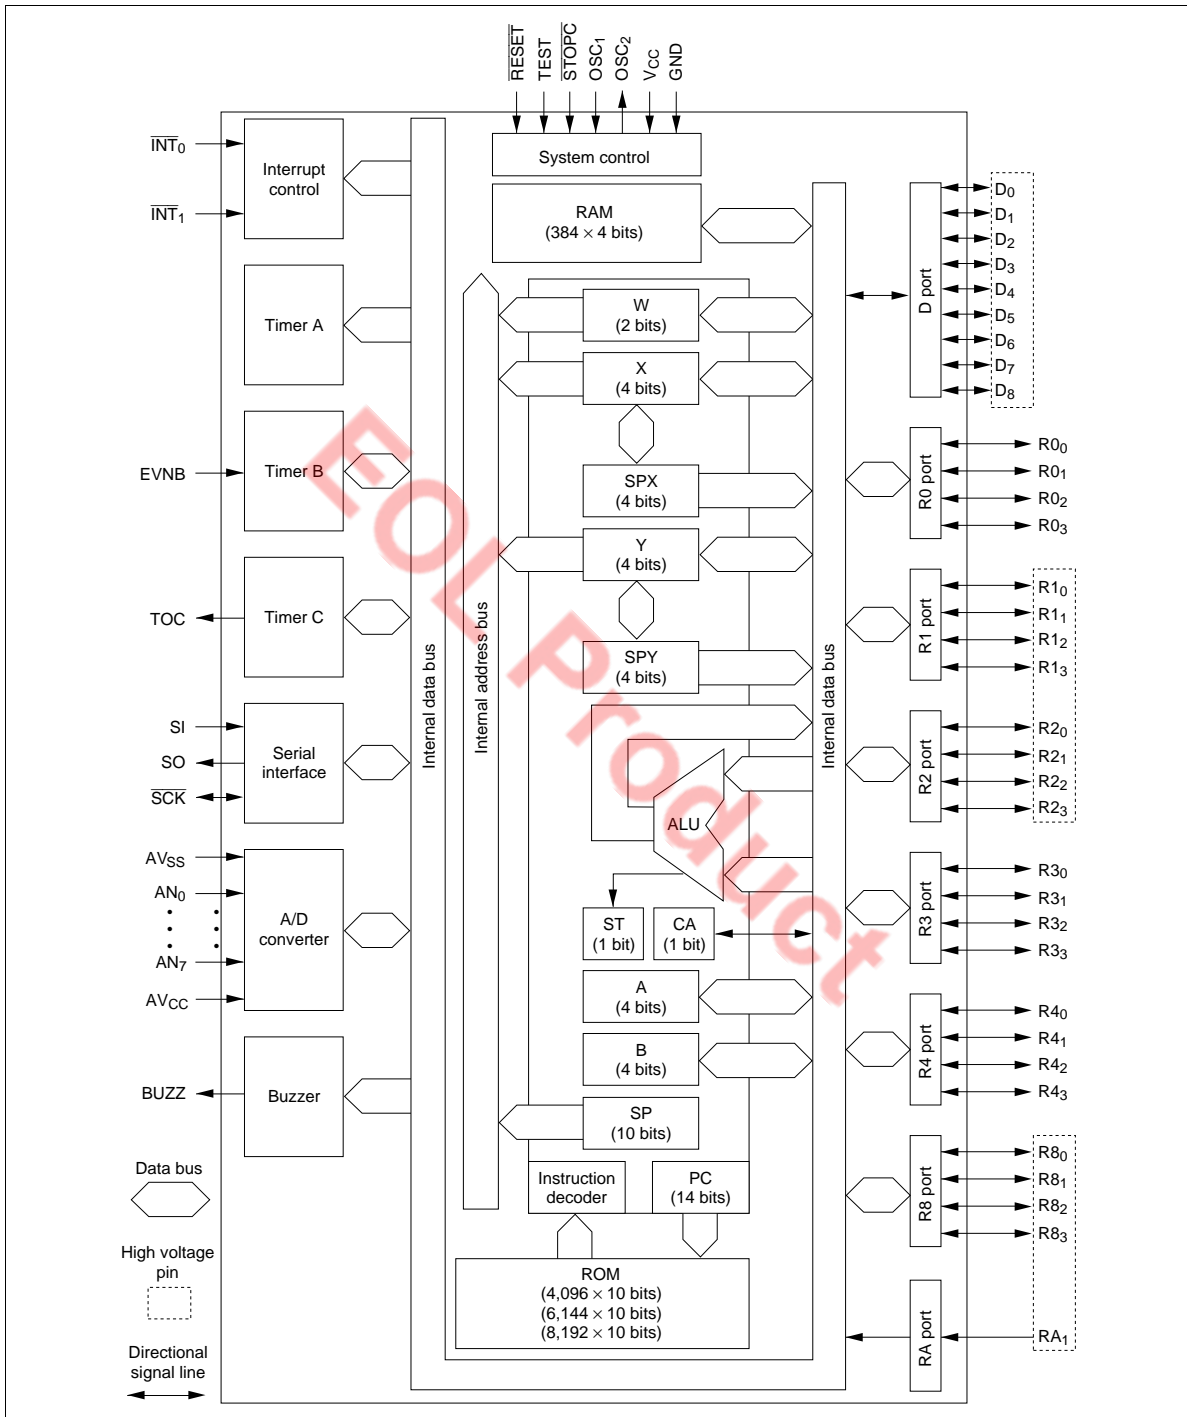 RESET
TEST
STOPC
OSC1
OSC2
VCC
GND
System control
INT0
INT1
Interrupt
control
RAM
(384 × 4 bits)
D port
D0
D1
D2
D3
D4
D5
D6
D7
D8
Timer A
W
(2 bits)
X
(4 bits)
EVNB
Timer B
SPX
(4 bits)
R0 port
R00
R01
R02
R03
Y
(4 bits)
TOC
Timer C
SPY
(4 bits)
R1 port
R10
R11
R12
R13
Internal data bus
Internal address bus
Internal data bus
SI
SO
SCK
Serial
interface
ALU
R2 port
R20
R21
R22
R23
AVSS
AN0
AN7
AVCC
A/D
converter
ST
(1 bit)
CA
(1 bit)
R3 port
R30
R31
R32
R33
A
(4 bits)
B
(4 bits)
R4 port
R40
R41
R42
R43
BUZZ
Buzzer
SP
(10 bits)
Instruction
decoder
PC
(14 bits)
R8 port
R80
R81
R82
R83
ROM
(4,096 × 10 bits)
(6,144 × 10 bits)
(8,192 × 10 bits)
RA port
RA1
Data bus
High voltage
pin
Directional
signal line
EOL Product